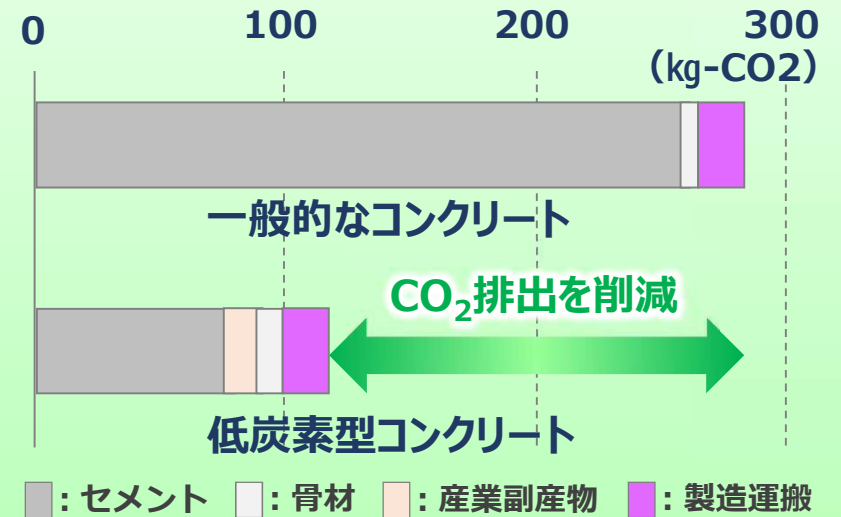 0 100 200 300
(kg-CO2)
一般的なコンクリート
CO2排出を削減
低炭素型コンクリート
:セメント :骨材 :産業副産物 :製造運搬